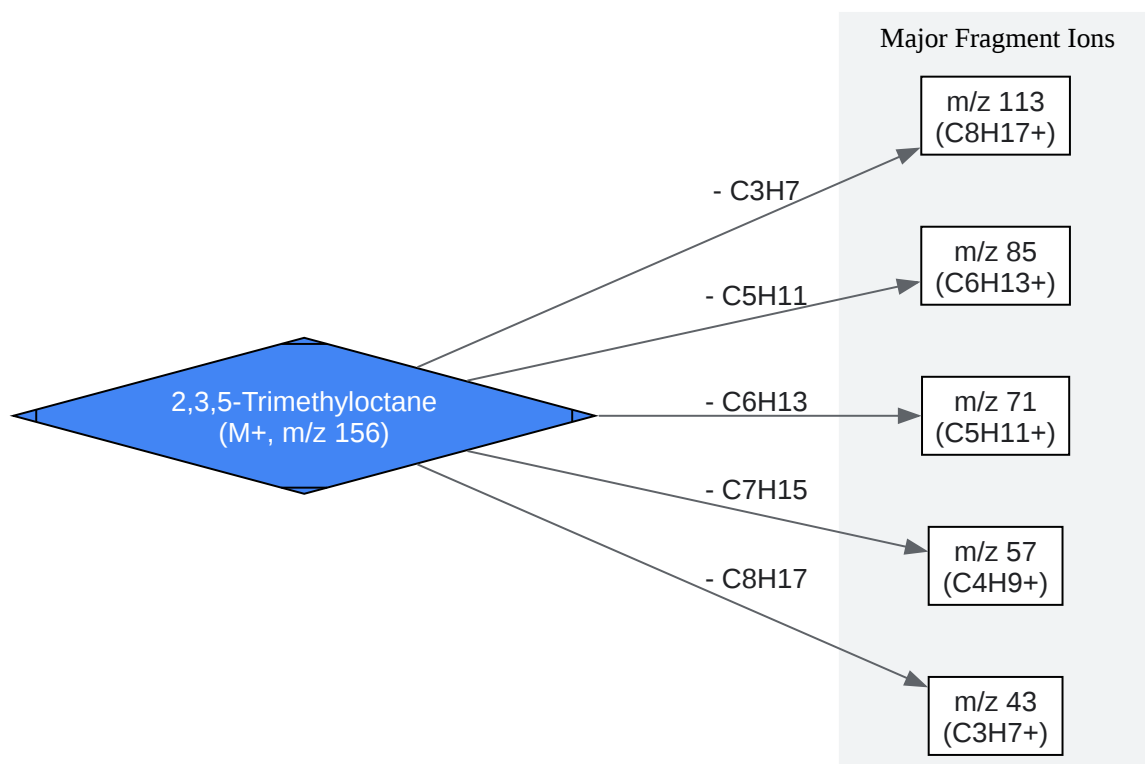 Major Fragment Ions
m/z 113
(C8H17+)
- C3H7
m/z 85
(C6H13+)
- C5H11
2,3,5-Trimethyloctane
(M+, m/z 156)
- C6H13
m/z 71
(C5H11+)
- C7H15
m/z 57
(C4H9+)
- C8H17
m/z 43
(C3H7+)